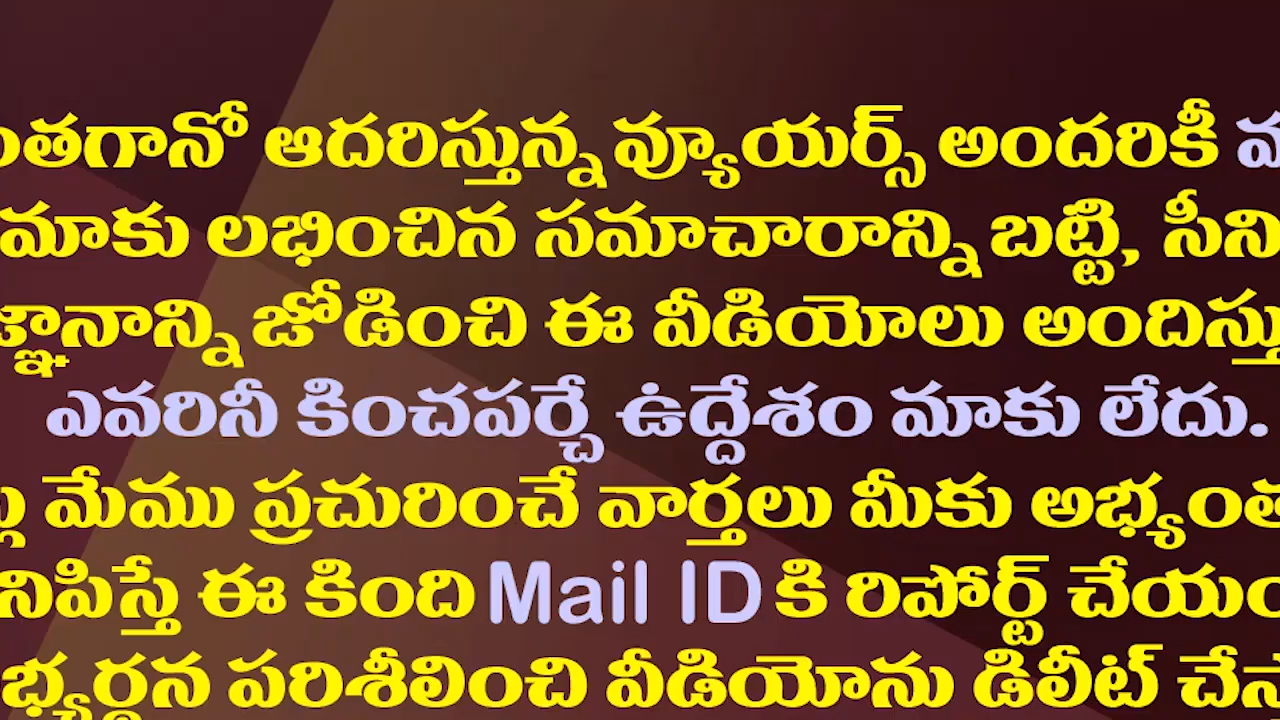 ంతగానో ఆదరిస్తున్న వ్యూయర్స్ అందరికీ
మాకు లభించిన సమాచారాన్ని బట్టి, సీని
జ్ఞానాన్ని జోడించి ఈ వీడియోలు అందిస్తు
ఎవరినీ కించపర్చే ఉద్దేశం మాకు లేదు.
మేము ప్రచురించే వార్తలు మీకు అభ్యంత
నిపిస్తే ఈ కింది Mail ID కి రిపోర్ట్ చేయం
భ్యర్థన పరిశీలించి వీడియోను డిలీట్ చేస